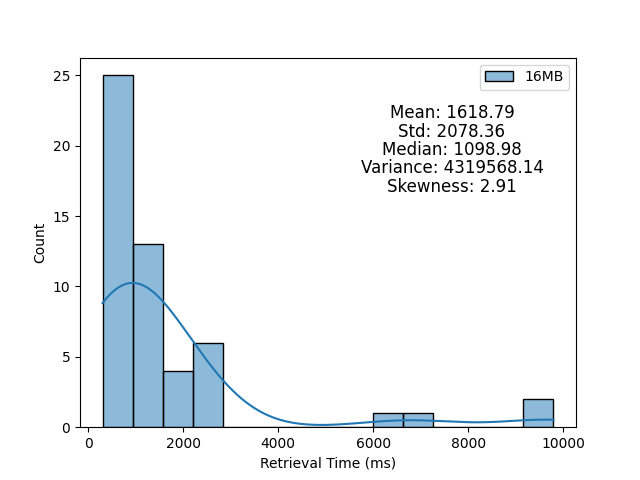 16MB
Mean: 1618.79
Std: 2078.36
Median: 1098.98
Variance: 4319568.14
Skewness: 2.91
25
20
15
10
5
0
Count
0 2000 4000 6000 8000 10000
Retrieval Time (ms)